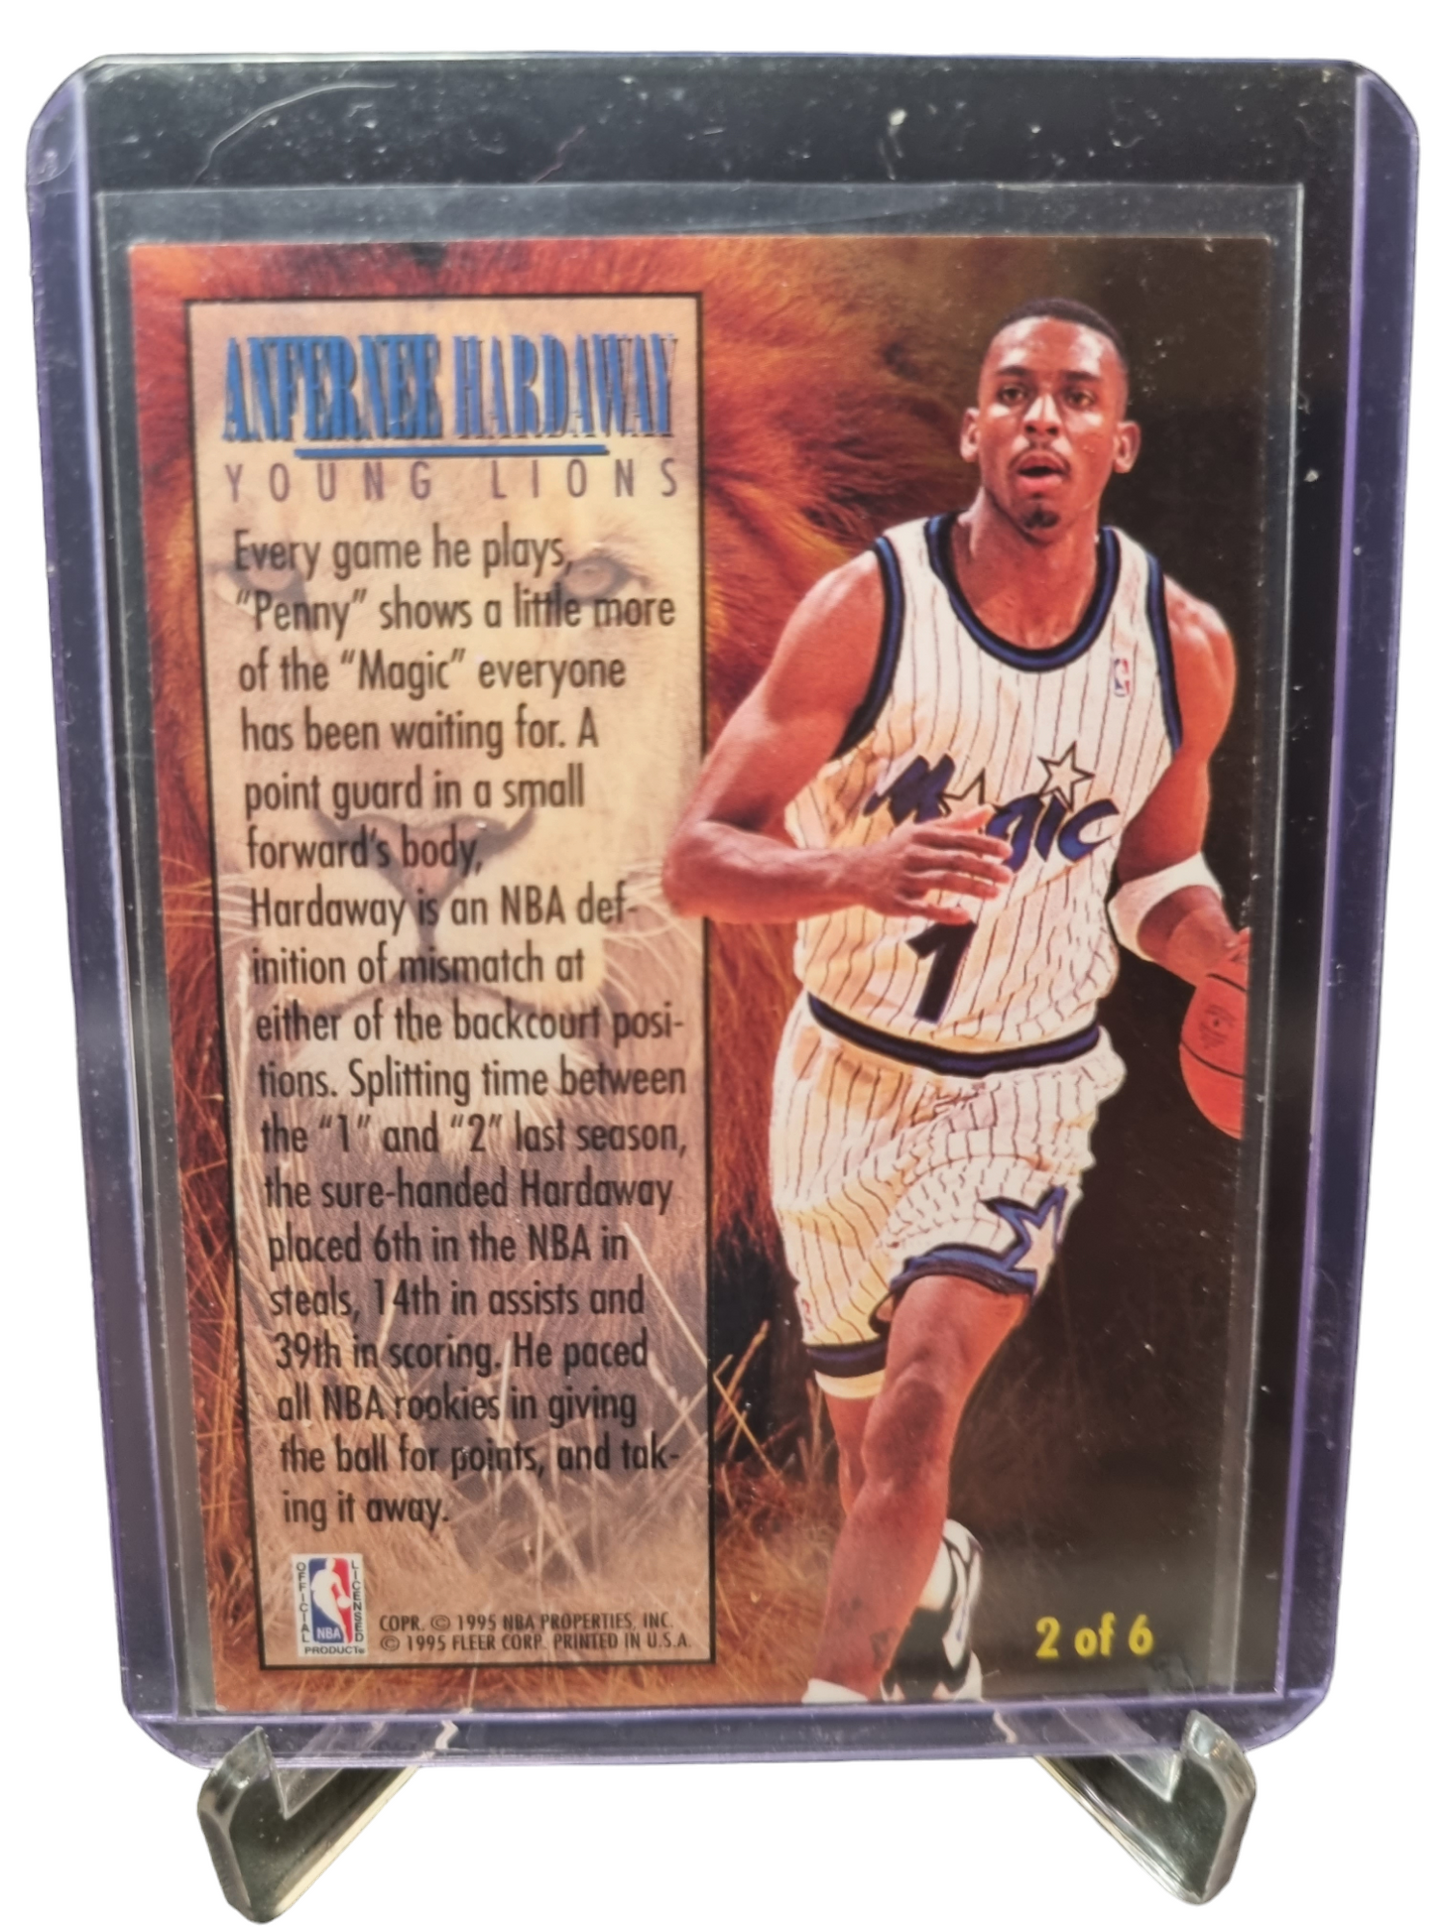 ANFERNEE HARDAWAY
YOUNG LIONS
Every game he plays,
"Penny" shows a little more
of the "Magic" everyone
has been waiting for. A
point guard in a small
forward's body,
Hardaway is an NBA def-
inition of mismatch at
either of the backcourt posi-
tions. Splitting time between
the "1" and "2" last season,
the sure-handed Hardaway
placed 6th in the NBA in
steals, 14th in assists and
39th in scoring. He paced
all NBA rookies in giving
the ball for points, and tak-
ing it away.
OFFICIAL LICENSED
NBA
PRODUCT
COPR. © 1995 NBA PROPERTIES, INC.
© 1995 FLEER CORP. PRINTED IN U.S.A.
Magic
1
2 of 6